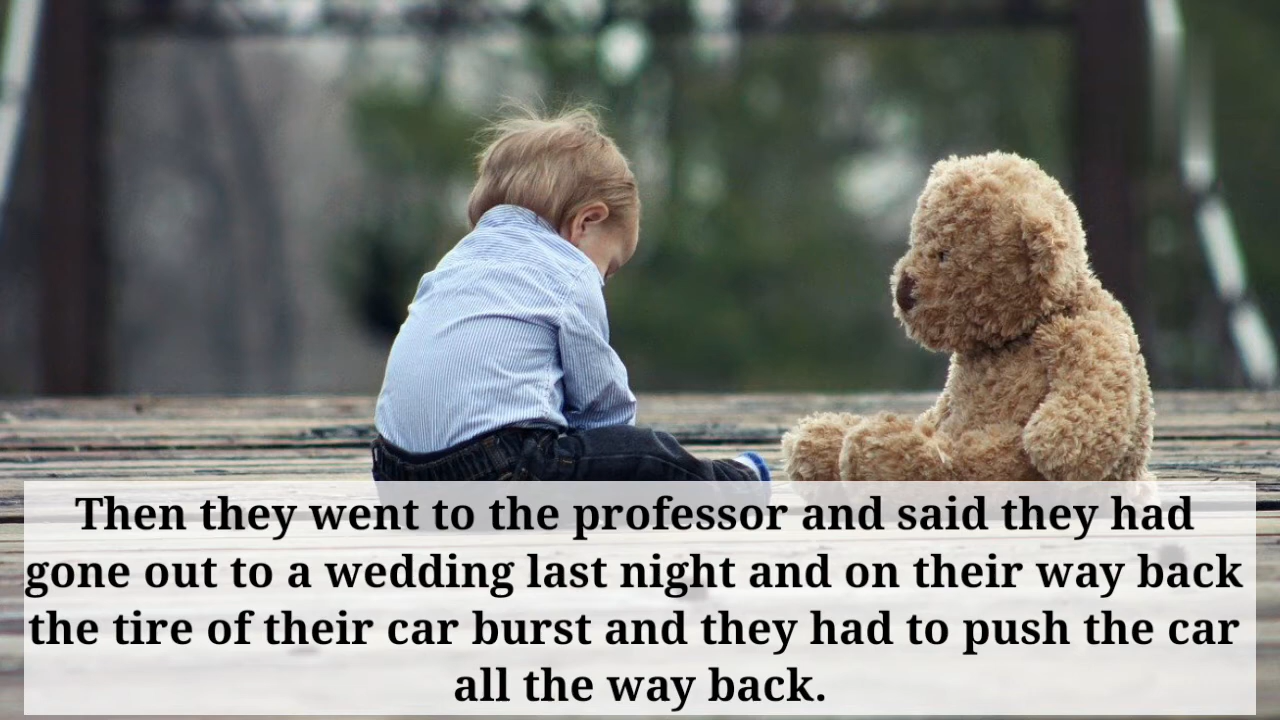 Then they went to the professor and said they had
gone out to a wedding last night and on their way back
the tire of their car burst and they had to push the car
all the way back.